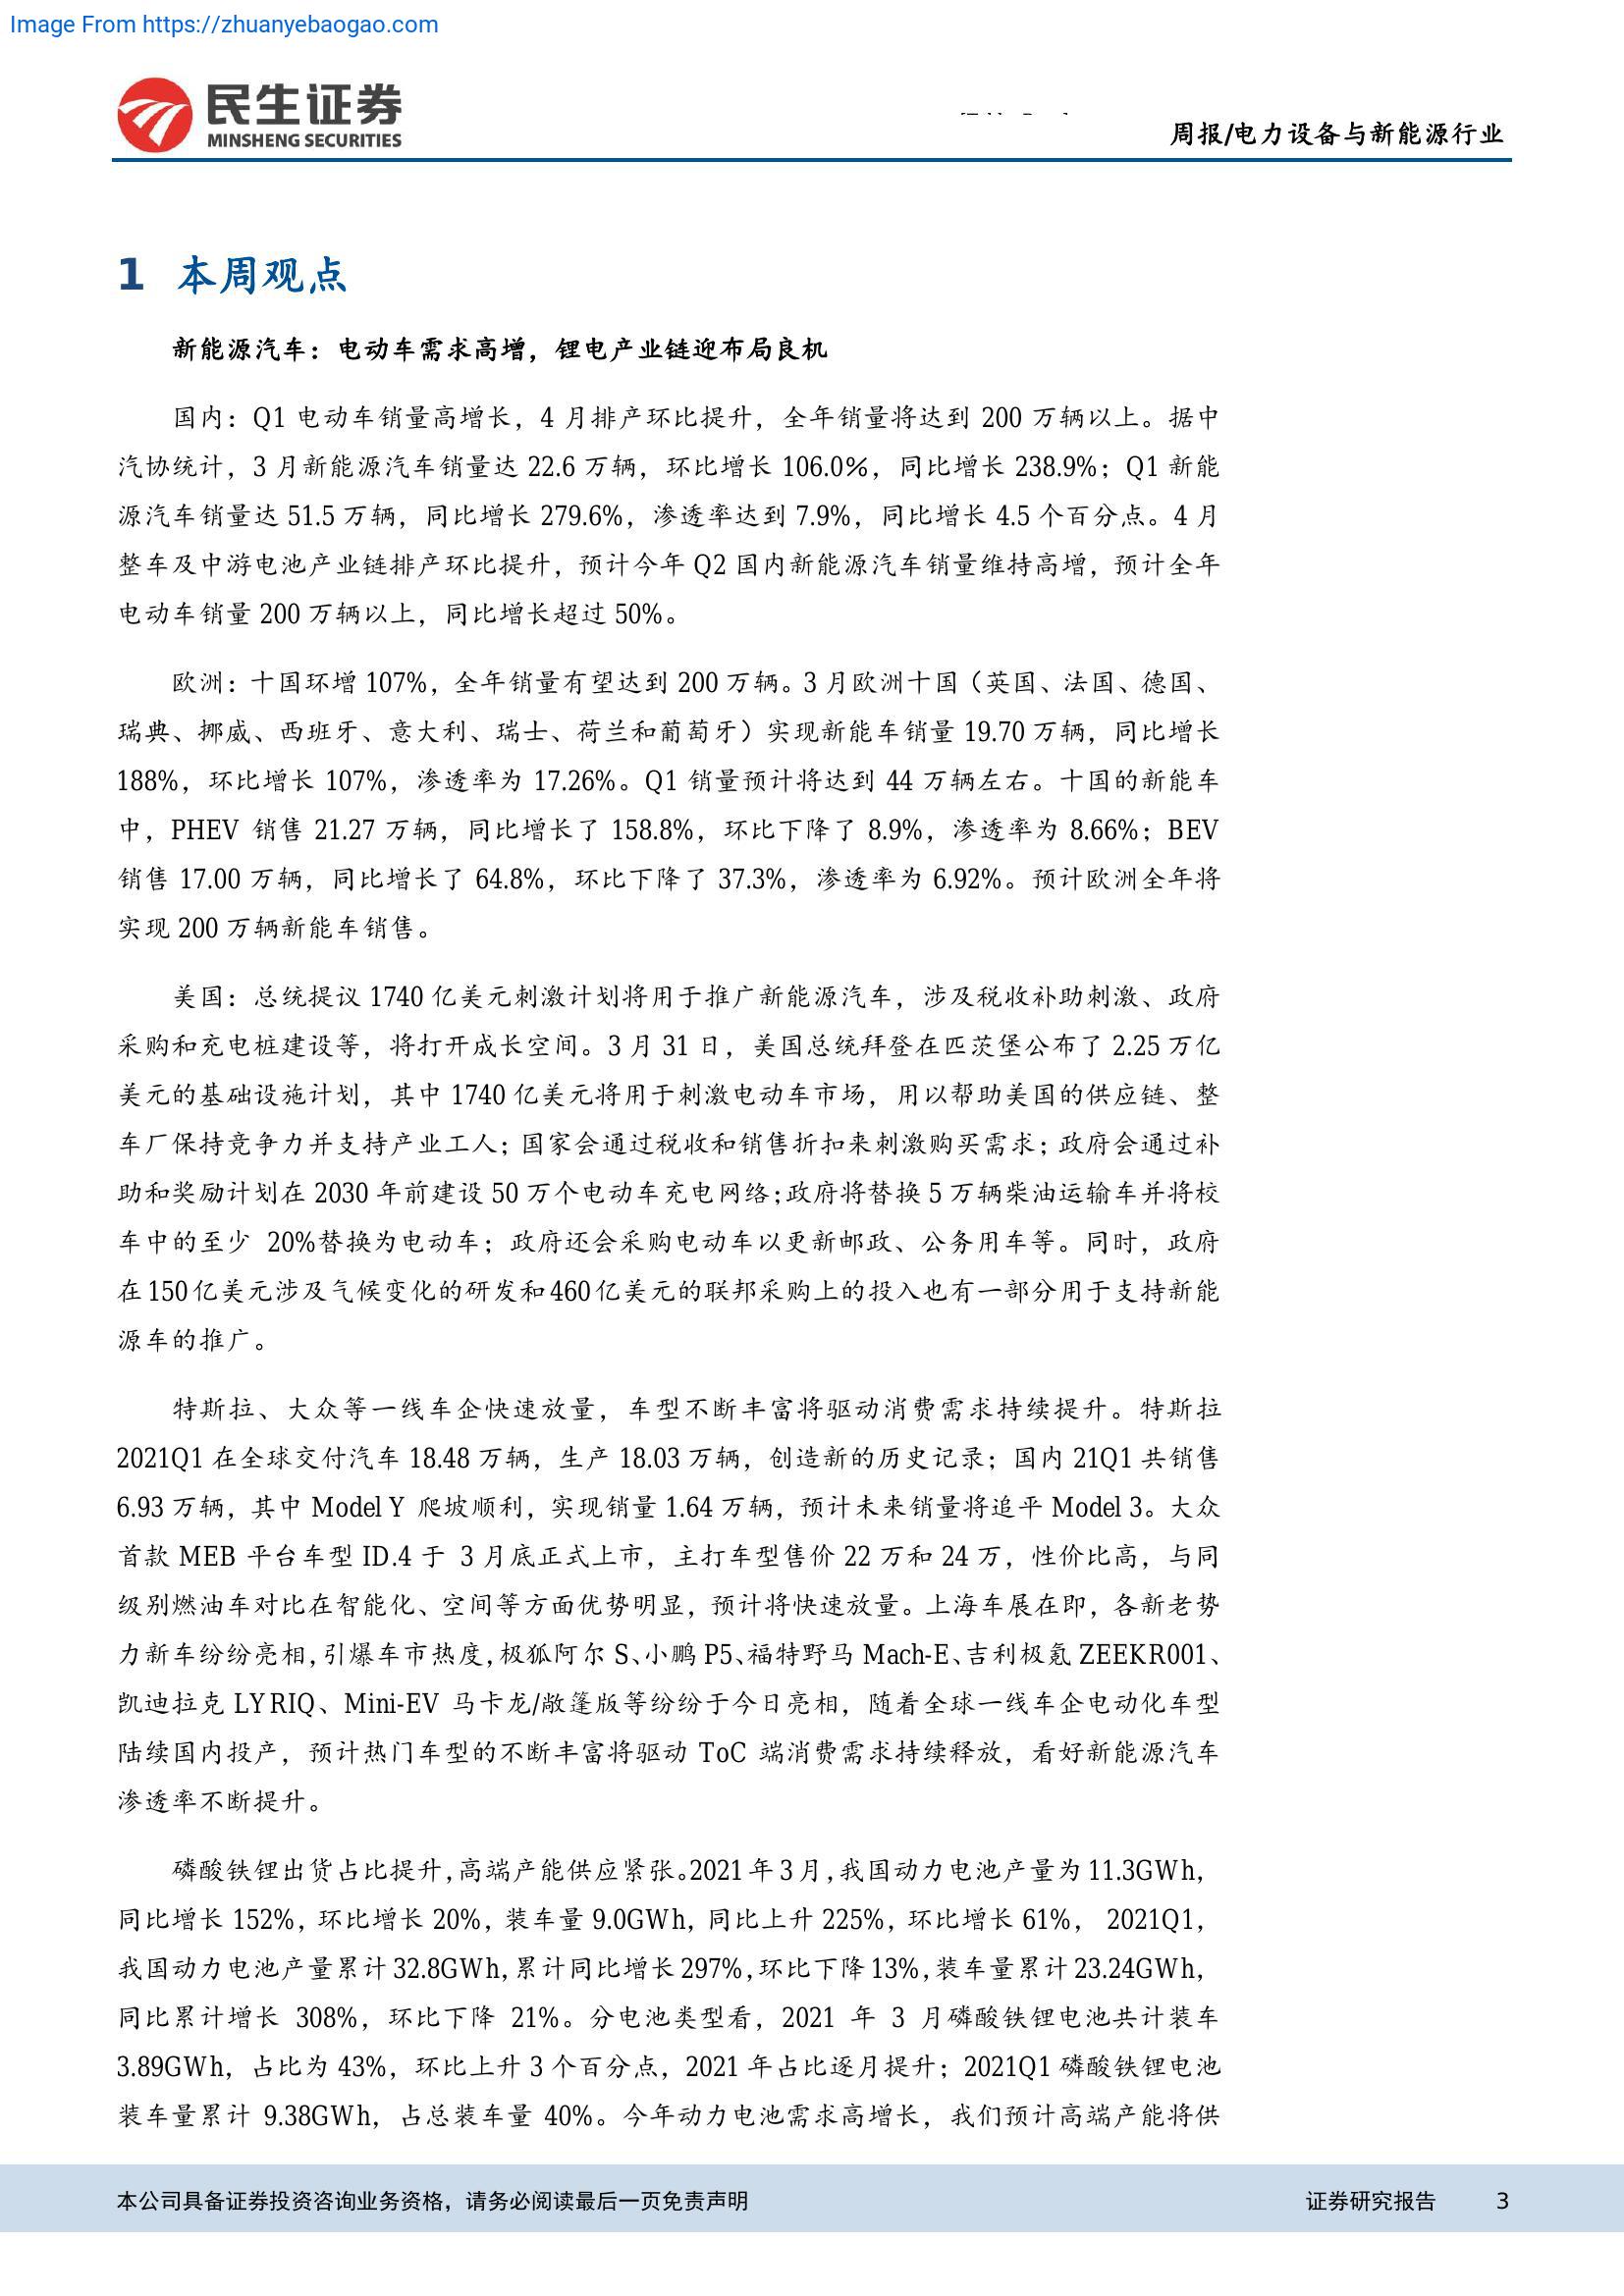 Image From https://zhuanyebaogao.com
民生证券
MINSHENG SECURITIES
周报/电力设备与新能源行业
1 本周观点
新能源汽车：电动车需求高增，锂电产业链迎布局良机
国内：Q1 电动车销量高增长，4 月排产环比提升，全年销量将达到 200 万辆以上。据中
汽协统计，3 月新能源汽车销量达 22.6 万辆，环比增长 106.0%，同比增长 238.9%；Q1 新能
源汽车销量达 51.5 万辆，同比增长 279.6%，渗透率达到 7.9%，同比增长 4.5 个百分点。4 月
整车及中游电池产业链排产环比提升，预计今年 Q2 国内新能源汽车销量维持高增，预计全年
电动车销量 200 万辆以上，同比增长超过 50%。
欧洲：十国环增 107%，全年销量有望达到 200 万辆。3 月欧洲十国（英国、法国、德国、
瑞典、挪威、西班牙、意大利、瑞士、荷兰和葡萄牙）实现新能车销量 19.70 万辆，同比增长
188%，环比增长 107%，渗透率为 17.26%。Q1 销量预计将达到 44 万辆左右。十国的新能车
中，PHEV 销售 21.27 万辆，同比增长了 158.8%，环比下降了 8.9%，渗透率为 8.66%；BEV
销售 17.00 万辆，同比增长了 64.8%，环比下降了 37.3%，渗透率为 6.92%。预计欧洲全年将
实现 200 万辆新能车销售。
美国：总统提议 1740 亿美元刺激计划将用于推广新能源汽车，涉及税收补助刺激、政府
采购和充电桩建设等，将打开成长空间。3 月 31 日，美国总统拜登在匹茨堡公布了 2.25 万亿
美元的基础设施计划，其中 1740 亿美元将用于刺激电动车市场，用以帮助美国的供应链、整
车厂保持竞争力并支持产业工人；国家会通过税收和销售折扣来刺激购买需求；政府会通过补
助和奖励计划在 2030 年前建设 50 万个电动车充电网络；政府将替换 5 万辆柴油运输车并将校
车中的至少 20%替换为电动车；政府还会采购电动车以更新邮政、公务用车等。同时，政府
在 150 亿美元涉及气候变化的研发和 460 亿美元的联邦采购上的投入也有一部分用于支持新能
源车的推广。
特斯拉、大众等一线车企快速放量，车型不断丰富将驱动消费需求持续提升。特斯拉
2021Q1 在全球交付汽车 18.48 万辆，生产 18.03 万辆，创造新的历史记录；国内 21Q1 共销售
6.93 万辆，其中 Model Y 爬坡顺利，实现销量 1.64 万辆，预计未来销量将追平 Model 3。大众
首款 MEB 平台车型 ID.4 于 3 月底正式上市，主打车型售价 22 万和 24 万，性价比高，与同
级别燃油车对比在智能化、空间等方面优势明显，预计将快速放量。上海车展在即，各新老势
力新车纷纷亮相，引爆车市热度，极狐阿尔 S、小鹏 P5、福特野马 Mach-E、吉利极氪 ZEEKR001、
凯迪拉克 LYRIQ、Mini-EV 马卡龙/敞篷版等纷纷于今日亮相，随着全球一线车企电动化车型
陆续国内投产，预计热门车型的不断丰富将驱动 ToC 端消费需求持续释放，看好新能源汽车
渗透率不断提升。
磷酸铁锂出货占比提升，高端产能供应紧张。2021 年 3 月，我国动力电池产量为 11.3GWh，
同比增长 152%，环比增长 20%，装车量 9.0GWh，同比上升 225%，环比增长 61%， 2021Q1，
我国动力电池产量累计 32.8GWh，累计同比增长 297%，环比下降 13%，装车量累计 23.24GWh，
同比累计增长 308%，环比下降 21%。分电池类型看，2021 年 3 月磷酸铁锂电池共计装车
3.89GWh，占比为 43%，环比上升 3 个百分点，2021 年占比逐月提升；2021Q1 磷酸铁锂电池
装车量累计 9.38GWh，占总装车量 40%。今年动力电池需求高增长，我们预计高端产能将供
本公司具备证券投资咨询业务资格，请务必阅读最后一页免责声明
证券研究报告 3